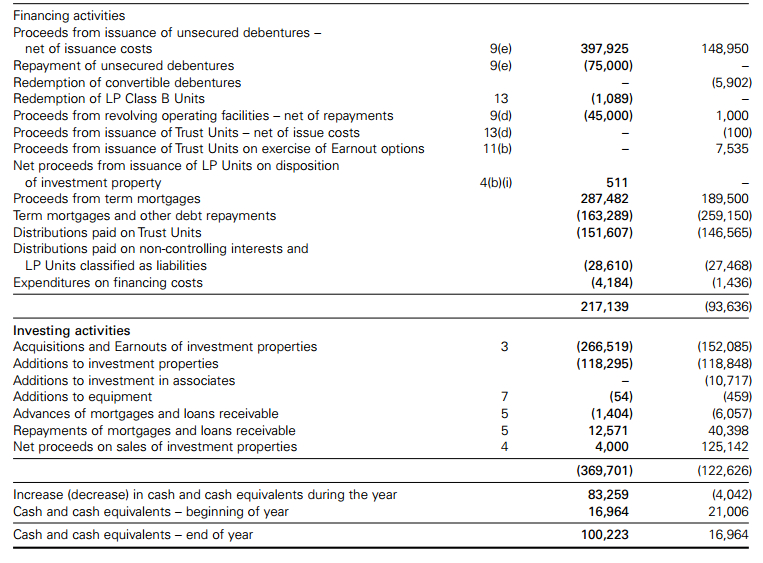 Financing activities
Proceeds from issuance of unsecured debentures –
net of issuance costs 9(e) 397,925 148,950
Repayment of unsecured debentures 9(e) (75,000) –
Redemption of convertible debentures – (5,902)
Redemption of LP Class B Units 13 (1,089) –
Proceeds from revolving operating facilities – net of repayments 9(d) (45,000) 1,000
Proceeds from issuance of Trust Units – net of issue costs 13(d) – (100)
Proceeds from issuance of Trust Units on exercise of Earnout options 11(b) – 7,535
Net proceeds from issuance of LP Units on disposition
of investment property 4(b)(i) 511 –
Proceeds from term mortgages 287,482 189,500
Term mortgages and other debt repayments (163,289) (259,150)
Distributions paid on Trust Units (151,607) (146,565)
Distributions paid on non-controlling interests and
LP Units classified as liabilities (28,610) (27,468)
Expenditures on financing costs (4,184) (1,436)
217,139 (93,636)
Investing activities
Acquisitions and Earnouts of investment properties 3 (266,519) (152,085)
Additions to investment properties (118,295) (118,848)
Additions to investment in associates – (10,717)
Additions to equipment 7 (54) (459)
Advances of mortgages and loans receivable 5 (1,404) (6,057)
Repayments of mortgages and loans receivable 5 12,571 40,398
Net proceeds on sales of investment properties 4 4,000 125,142
(369,701) (122,626)
Increase (decrease) in cash and cash equivalents during the year 83,259 (4,042)
Cash and cash equivalents – beginning of year 16,964 21,006
Cash and cash equivalents – end of year 100,223 16,964